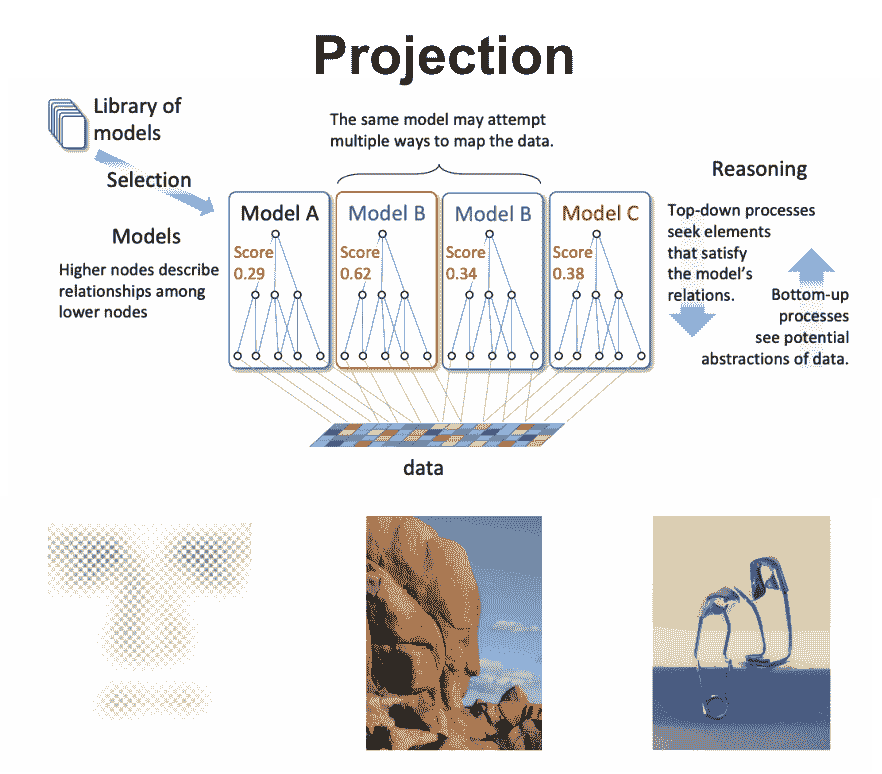 Projection
Library of
models
Selection
The same model may attempt
multiple ways to map the data.
Models
Higher nodes describe
relationships among
lower nodes
Model A
Score
0.29
Model B
Score
0.62
Model B
Score
0.34
Model C
Score
0.38
Reasoning
Top-down processes
seek elements
that satisfy
the model's
relations.
Bottom-up
processes
see potential
abstractions of data.
data